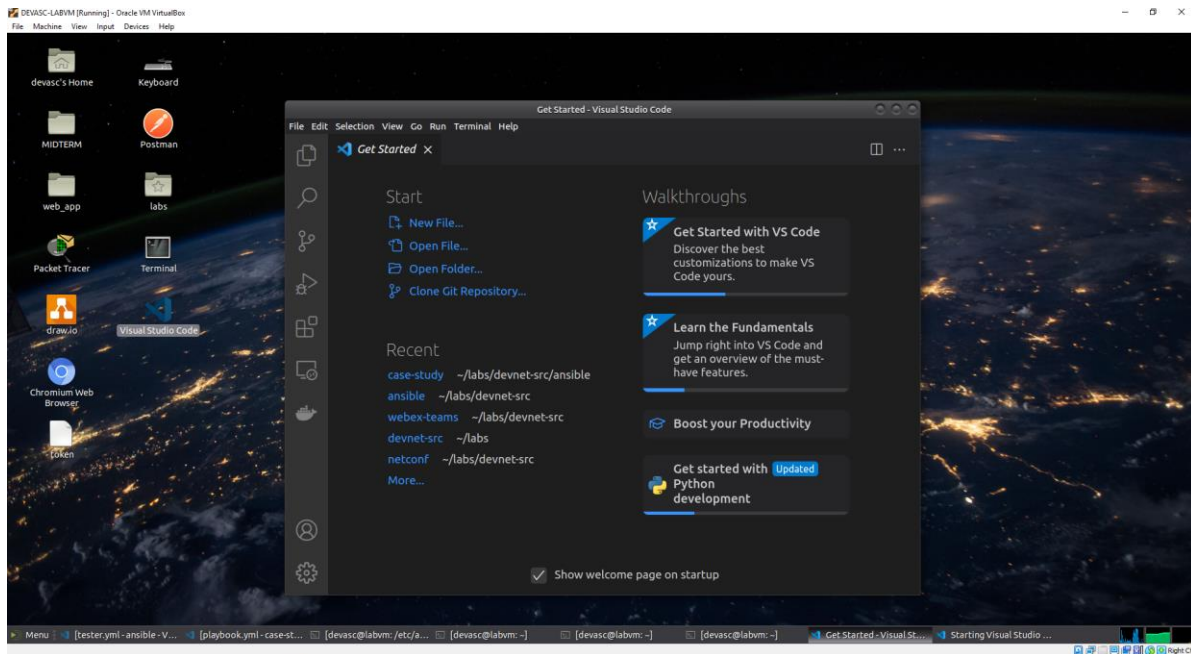 DEVASC-LABVM [Running] - Oracle VM VirtualBox
File Machine View Input Devices Help
devasc's Home
Keyboard
MIDTERM
Postman
web_app
labs
Packet Tracer
Terminal
draw.io
Visual Studio Code
Chromium Web
Browser
token
Get Started - Visual Studio Code
File Edit Selection View Go Run Terminal Help
Get Started
Start
New File...
Open File...
Open Folder...
Clone Git Repository...
Recent
case-study ~/labs/devnet-src/ansible
ansible ~/labs/devnet-src
webex-teams ~/labs/devnet-src
devnet-src ~/labs
netconf ~/labs/devnet-src
More...
Walkthroughs
Get Started with VS Code
Discover the best
customizations to make VS
Code yours.
Learn the Fundamentals
Jump right into VS Code and
get an overview of the must-
have features.
Boost your Productivity
Get started with Updated
Python
development
Show welcome page on startup
Menu [tester.yml - ansible - V... [playbook.yml - case-st... [devasc@labvm: /etc/a... [devasc@labvm: ~] [devasc@labvm: ~] [devasc@labvm: ~] Get Started - Visual St... Starting Visual Studio ...
Right C